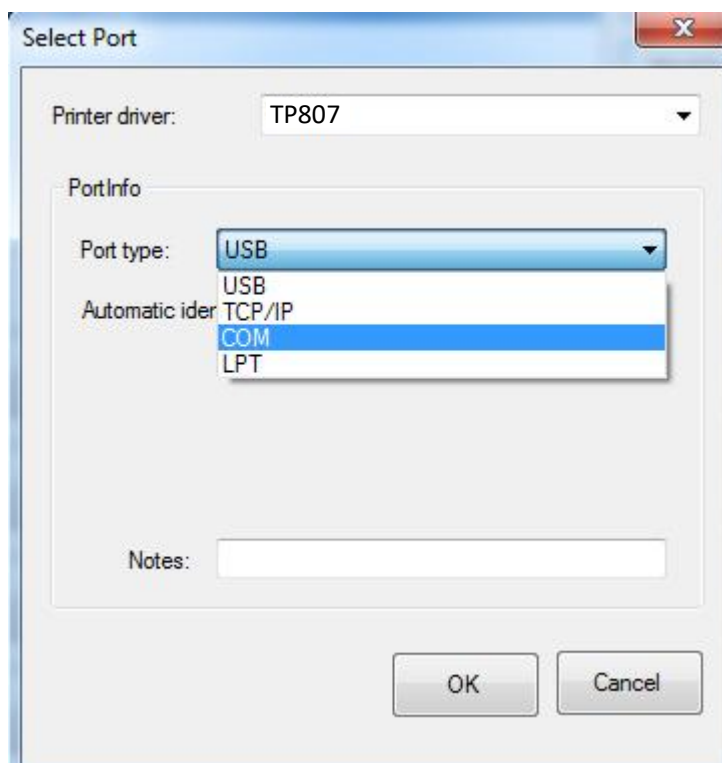 Select Port
Printer driver: TP807
PortInfo
Port type: USB
USB
Automatic ider TCP/IP
COM
LPT
Notes:
OK Cancel